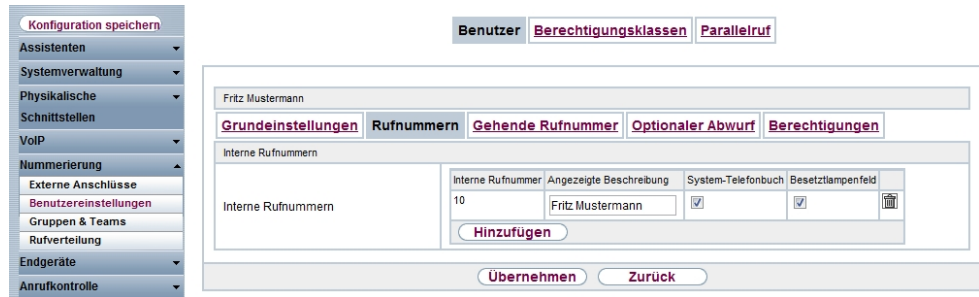 Konfiguration speichern
Assistenten
Systemverwaltung
Physikalische
Schnittstellen
VoIP
Nummerierung
Externe Anschlüsse
Benutzereinstellungen
Gruppen & Teams
Rufverteilung
Endgeräte
Anrufkontrolle
Benutzer Berechtigungsklassen Parallelruf
Fritz Mustermann
Grundeinstellungen Rufnummern Gehende Rufnummer Optionaler Abwurf Berechtigungen
Interne Rufnummern
Interne Rufnummer Angezeigte Beschreibung System-Telefonbuch Besetztlampenfeld
Interne Rufnummern 10 Fritz Mustermann
Hinzufügen
Übernehmen Zurück